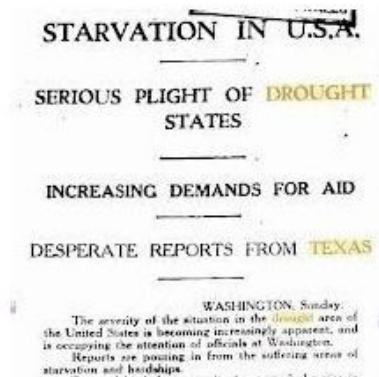 STARVATION IN U.S.A.
SERIOUS PLIGHT OF DROUGHT
STATES
INCREASING DEMANDS FOR AID
DESPERATE REPORTS FROM TEXAS
WASHINGTON, Sunday.
The severity of the situation in the drought area of
the United States is becoming increasingly apparent, and
is occupying the attention of officials at Washington.
Reports are pouring in from the suffering areas of
starvation and hardships.